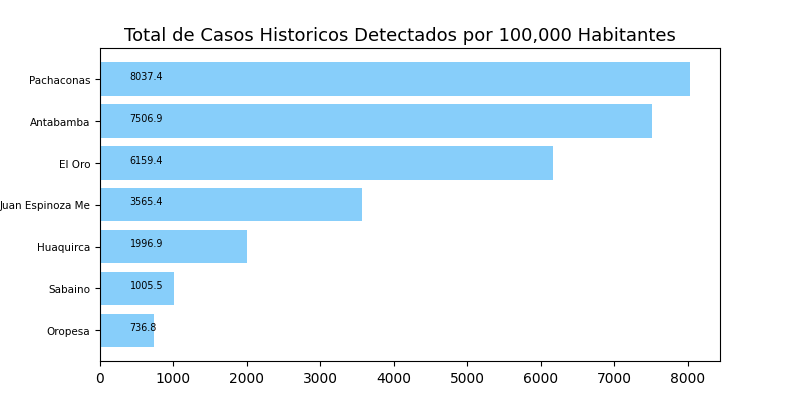 Total de Casos Historicos Detectados por 100,000 Habitantes
Pachaconas 8037.4
Antabamba 7506.9
El Oro 6159.4
Juan Espinoza Me 3565.4
Huaquirca 1996.9
Sabaino 1005.5
Oropesa 736.8
0 1000 2000 3000 4000 5000 6000 7000 8000